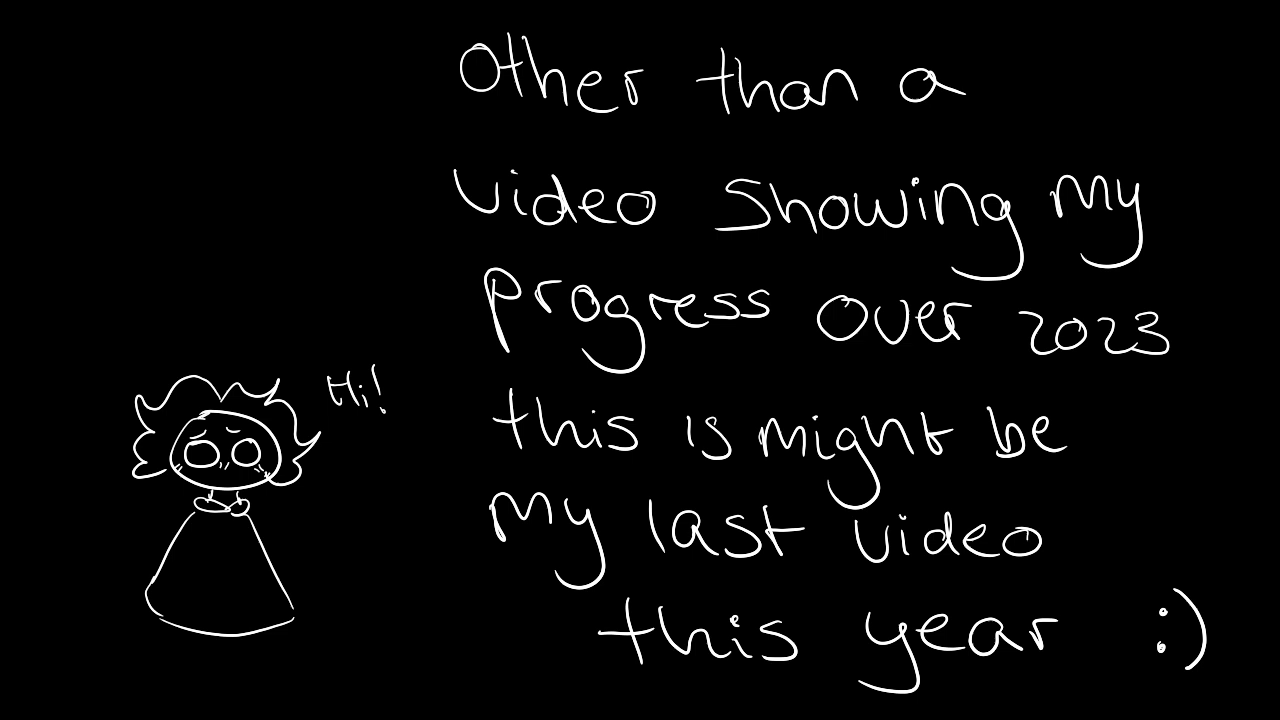 Other than a
video showing my
progress over 2023
Hi!
this is might be
my last video
this year :)